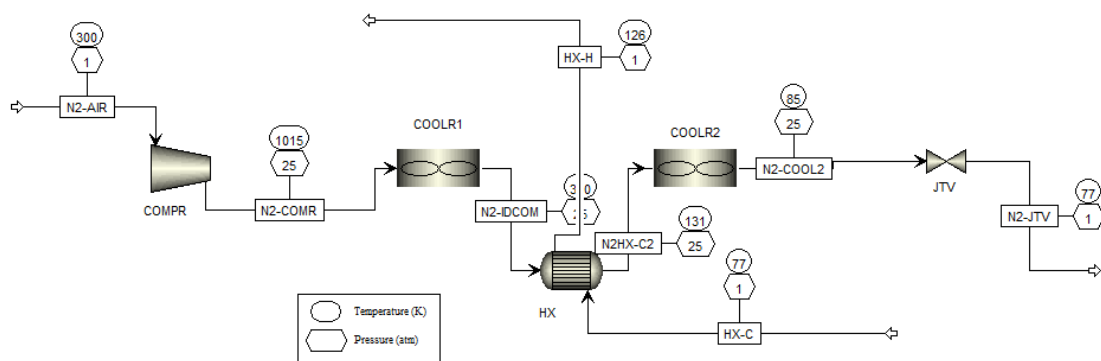 300
1
N2-AIR
COMPR
1015
25
N2-COMR
COOLR1
N2-IDCOM
HX-H
126
1
HX
N2HX-C2
131
25
COOLR2
77
1
HX-C
85
25
N2-COOL2
JTV
77
1
N2-JTV
Temperature (K)
Pressure (atm)